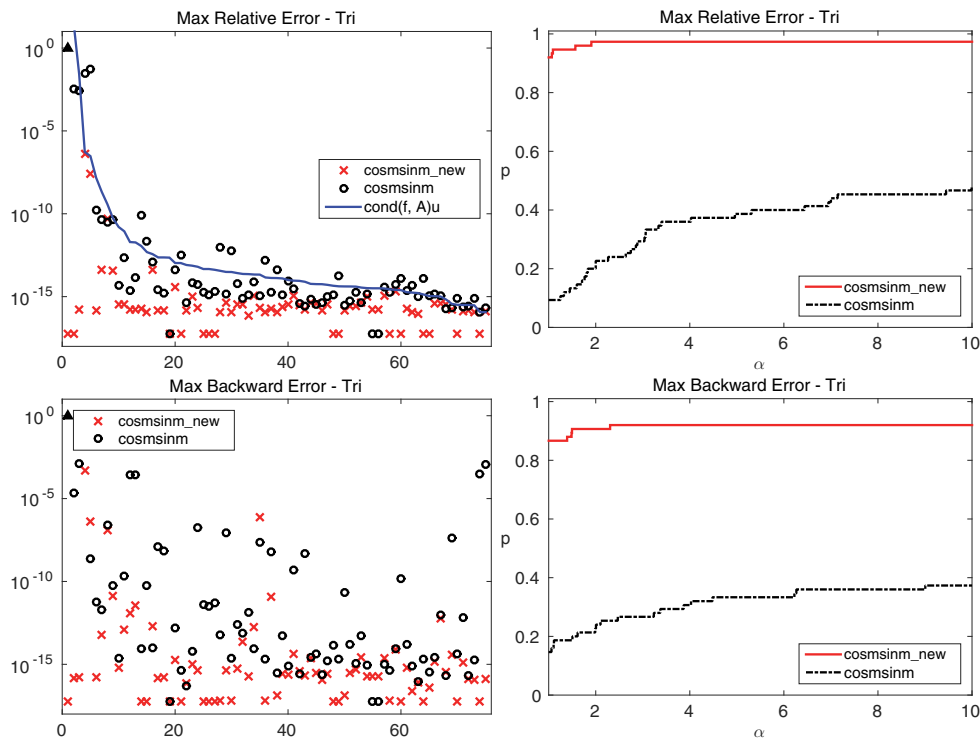 Max Relative Error - Tri
10^0
10^-5
10^-10
10^-15
cosmsinm_new
cosmsinm
cond(f, A)u
0 20 40 60
Max Relative Error - Tri
1
0.8
0.6
p
0.4
0.2
0
cosmsinm_new
cosmsinm
2 4 6 8 10
α
Max Backward Error - Tri
10^0
10^-5
10^-10
10^-15
cosmsinm_new
cosmsinm
0 20 40 60
Max Backward Error - Tri
1
0.8
0.6
p
0.4
0.2
0
cosmsinm_new
cosmsinm
2 4 6 8 10
α